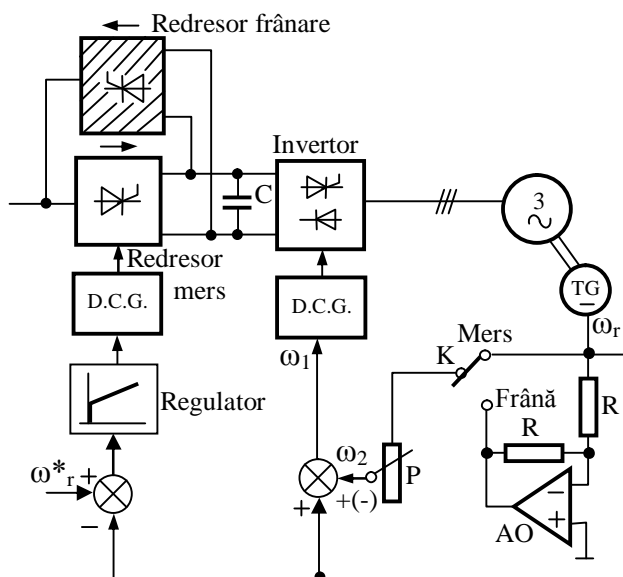 Redresor frânare
Invertor
C
3
~
Redresor
mers
D.C.G.
D.C.G.
TG
ωr
Mers
K
ω1
Regulator
Frână
R
R
ω*r
+
−
ω2
+(-)
+
P
−
+
AO